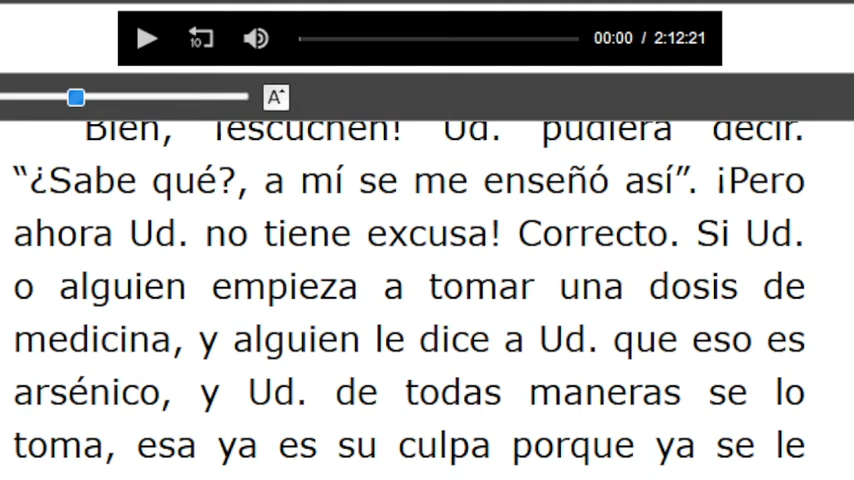 10
00:00 / 2:12:21
A
Bien, ¡escuchen! Ud. pudiera decir.
“¿Sabe qué?, a mí se me enseñó así”. ¡Pero
ahora Ud. no tiene excusa! Correcto. Si Ud.
o alguien empieza a tomar una dosis de
medicina, y alguien le dice a Ud. que eso es
arsénico, y Ud. de todas maneras se lo
toma, esa ya es su culpa porque ya se le